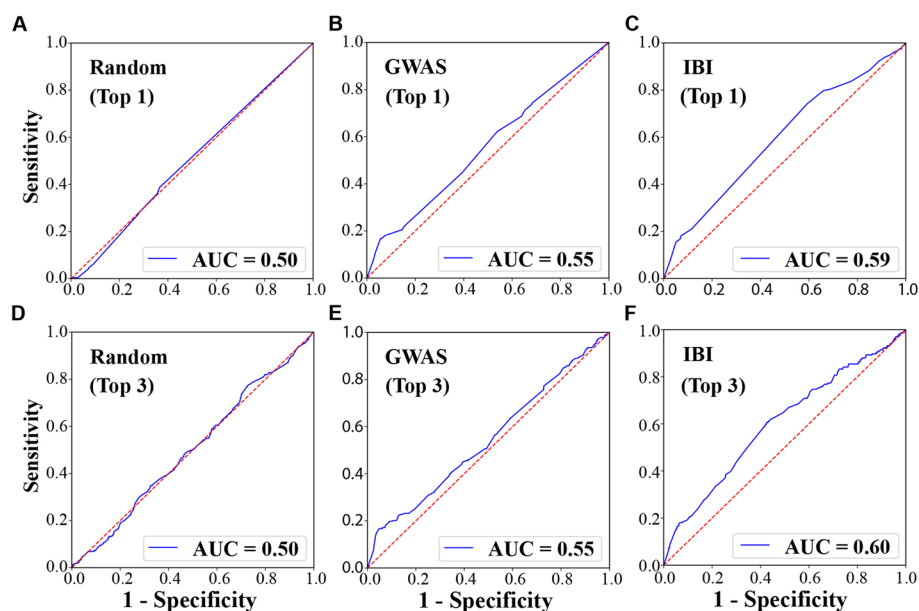 A
B
C
Random
(Top 1)
GWAS
(Top 1)
IBI
(Top 1)
Sensitivity
1.0
0.8
0.6
0.4
0.2
0.0
AUC = 0.50
0.0 0.2 0.4 0.6 0.8 1.0
1.0
0.8
0.6
0.4
0.2
0.0
AUC = 0.55
0.0 0.2 0.4 0.6 0.8 1.0
1.0
0.8
0.6
0.4
0.2
0.0
AUC = 0.59
0.0 0.2 0.4 0.6 0.8 1.0
D
E
F
Random
(Top 3)
GWAS
(Top 3)
IBI
(Top 3)
Sensitivity
1.0
0.8
0.6
0.4
0.2
0.0
AUC = 0.50
0.0 0.2 0.4 0.6 0.8 1.0
1 - Specificity
1.0
0.8
0.6
0.4
0.2
0.0
AUC = 0.55
0.0 0.2 0.4 0.6 0.8 1.0
1 - Specificity
1.0
0.8
0.6
0.4
0.2
0.0
AUC = 0.60
0.0 0.2 0.4 0.6 0.8 1.0
1 - Specificity